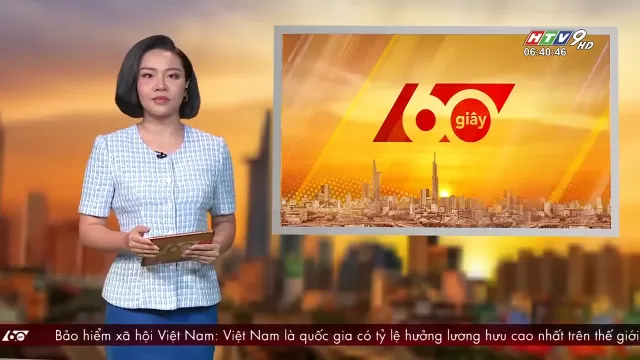 HTV9 HD
06:40:46
60 giây
60 Bảo hiểm xã hội Việt Nam: Việt Nam là quốc gia có tỷ lệ hưởng lương hưu cao nhất trên thế giới